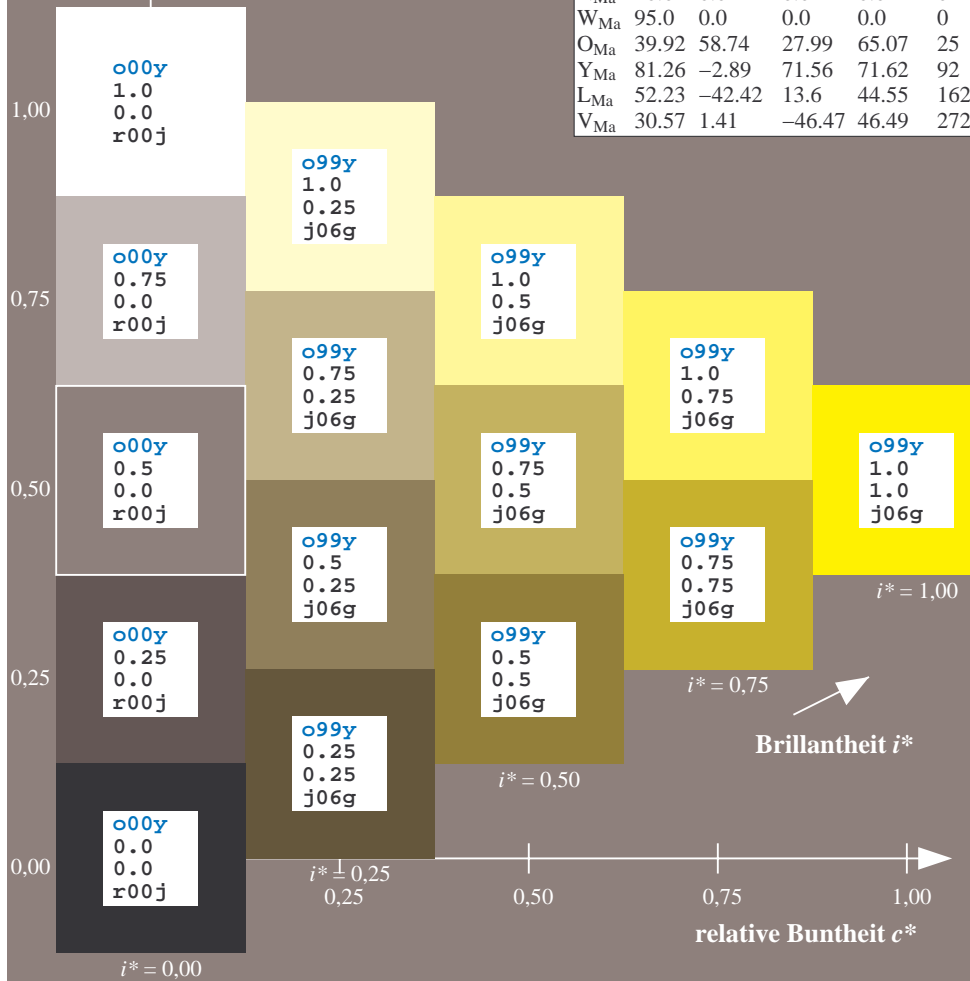 W Ma 95.0 0.0 0.0 0.0 0
O Ma 39.92 58.74 27.99 65.07 25
Y Ma 81.26 −2.89 71.56 71.62 92
L Ma 52.23 −42.42 13.6 44.55 162
V Ma 30.57 1.41 −46.47 46.49 272
1,00
0,75
0,50
0,25
0,00
o00y
1.0
0.0
r00j
o00y
0.75
0.0
r00j
o00y
0.5
0.0
r00j
o00y
0.25
0.0
r00j
o00y
0.0
0.0
r00j
i* = 0,00
o99y
1.0
0.25
j06g
o99y
0.75
0.25
j06g
o99y
0.5
0.25
j06g
o99y
0.25
0.25
j06g
i* = 0,25
o99y
1.0
0.5
j06g
o99y
0.75
0.5
j06g
o99y
0.5
0.5
j06g
i* = 0,50
o99y
1.0
0.75
j06g
o99y
0.75
0.75
j06g
i* = 0,75
o99y
1.0
1.0
j06g
i* = 1,00
Brillantheit i*
0,25 0,50 0,75 1,00
relative Buntheit c*